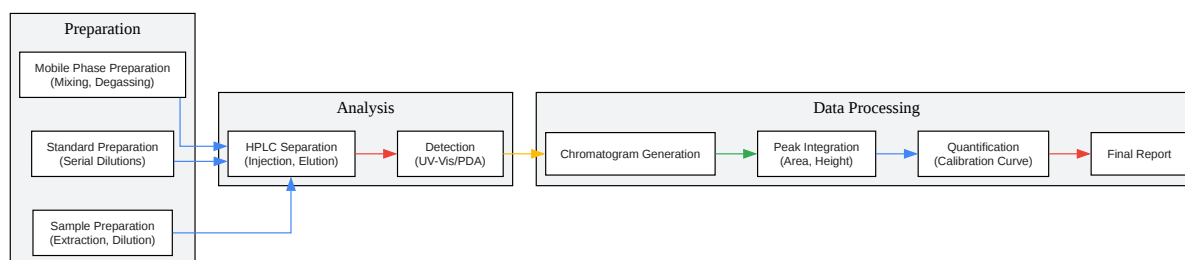 Preparation
Mobile Phase Preparation
(Mixing, Degassing)
Standard Preparation
(Serial Dilutions)
Sample Preparation
(Extraction, Dilution)
Analysis
HPLC Separation
(Injection, Elution)
Detection
(UV-Vis/PDA)
Data Processing
Chromatogram Generation
Peak Integration
(Area, Height)
Quantification
(Calibration Curve)
Final Report